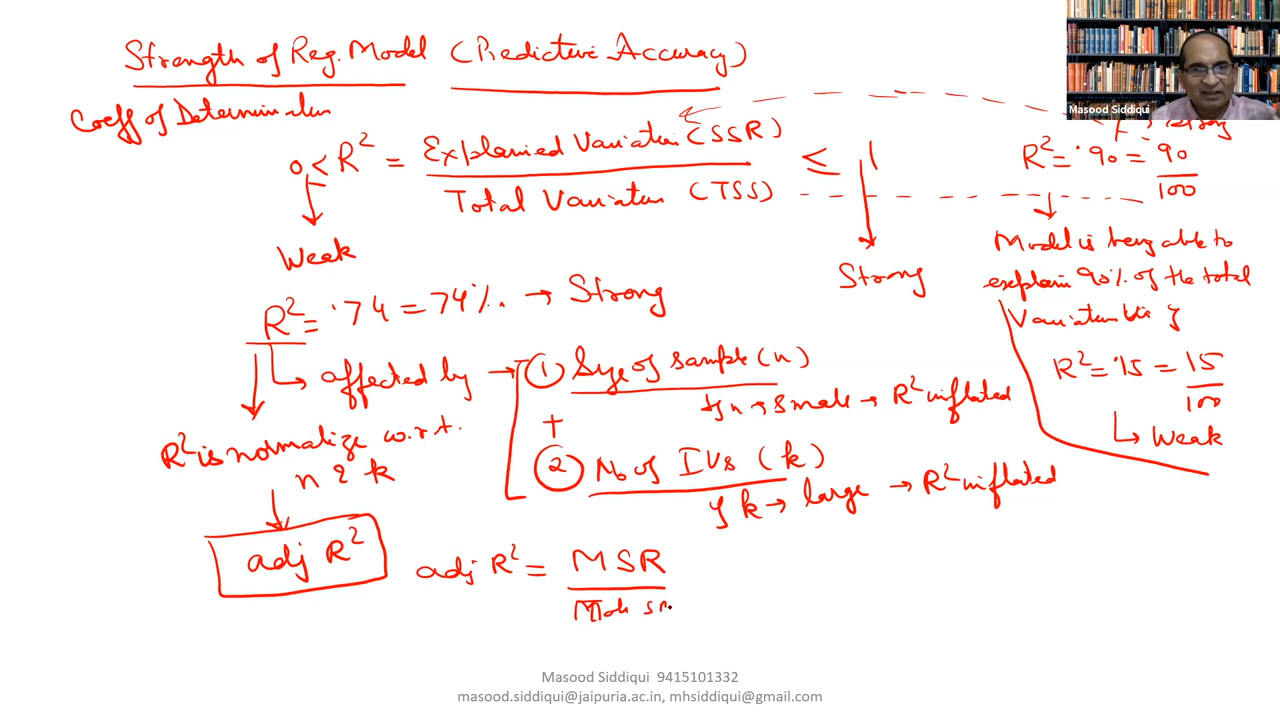 Strength of Reg. Model (Predictive Accuracy)
Coeff of Determination
0 < R² = Explained Variation (SSR) / Total Variation (TSS) < 1
Weak
Strong
R² = .74 = 74%. → Strong
affected by → ① Size of sample (n)
if n → small → R² inflated
+
② No of IVs (k)
if k → large → R² inflated
R² is normalize w.r.t.
n & k
adj R²
adj R² = MSR
Strong
R² = .90 = 90/100
Model is being able to
explain 90% of the total
Variation
R² = .15 = 15/100
Weak
Masood Siddiqui
Masood Siddiqui 9415101332
masood.siddiqui@jaipuria.ac.in, mhsiddiqui@gmail.com